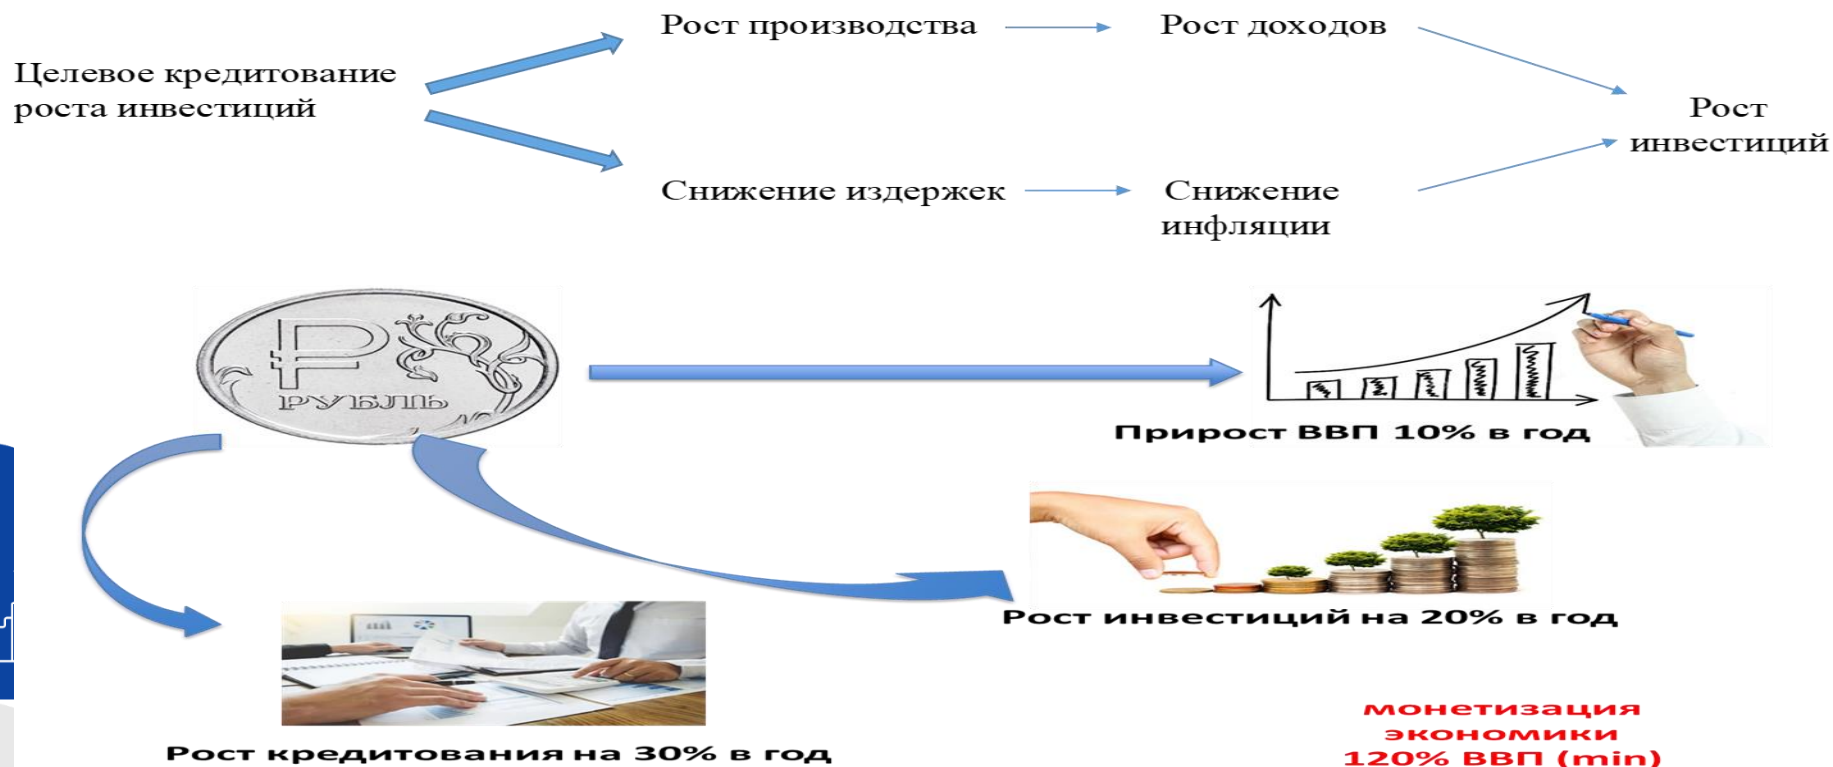 Рост производства
Рост доходов
Целевое кредитование
роста инвестиций
Рост
инвестиций
Снижение издержек
Снижение
инфляции
РУБЛЬ
Прирост ВВП 10% в год
Рост инвестиций на 20% в год
Рост кредитования на 30% в год
монетизация
экономики
120% ВВП (min)